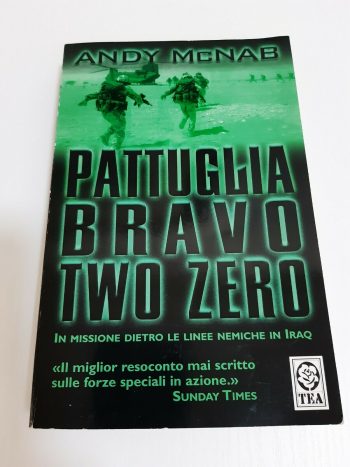 ANDY McNAB
PATTUGLIA
BRAVO
TWO ZERO
IN MISSIONE DIETRO LE LINEE NEMICHE IN IRAQ
«Il miglior resoconto mai scritto
sulle forze speciali in azione.»
SUNDAY TIMES
TEA